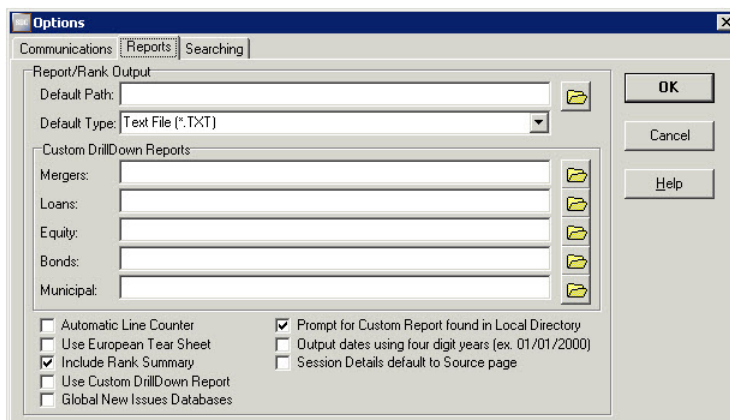 Options
Communications Reports Searching
Report/Rank Output
Default Path:
Default Type: Text File (*.TXT)
Custom DrillDown Reports
Mergers:
Loans:
Equity:
Bonds:
Municipal:
Automatic Line Counter
Use European Tear Sheet
Include Rank Summary
Use Custom DrillDown Report
Global New Issues Databases
Prompt for Custom Report found in Local Directory
Output dates using four digit years (ex. 01/01/2000)
Session Details default to Source page
OK
Cancel
Help